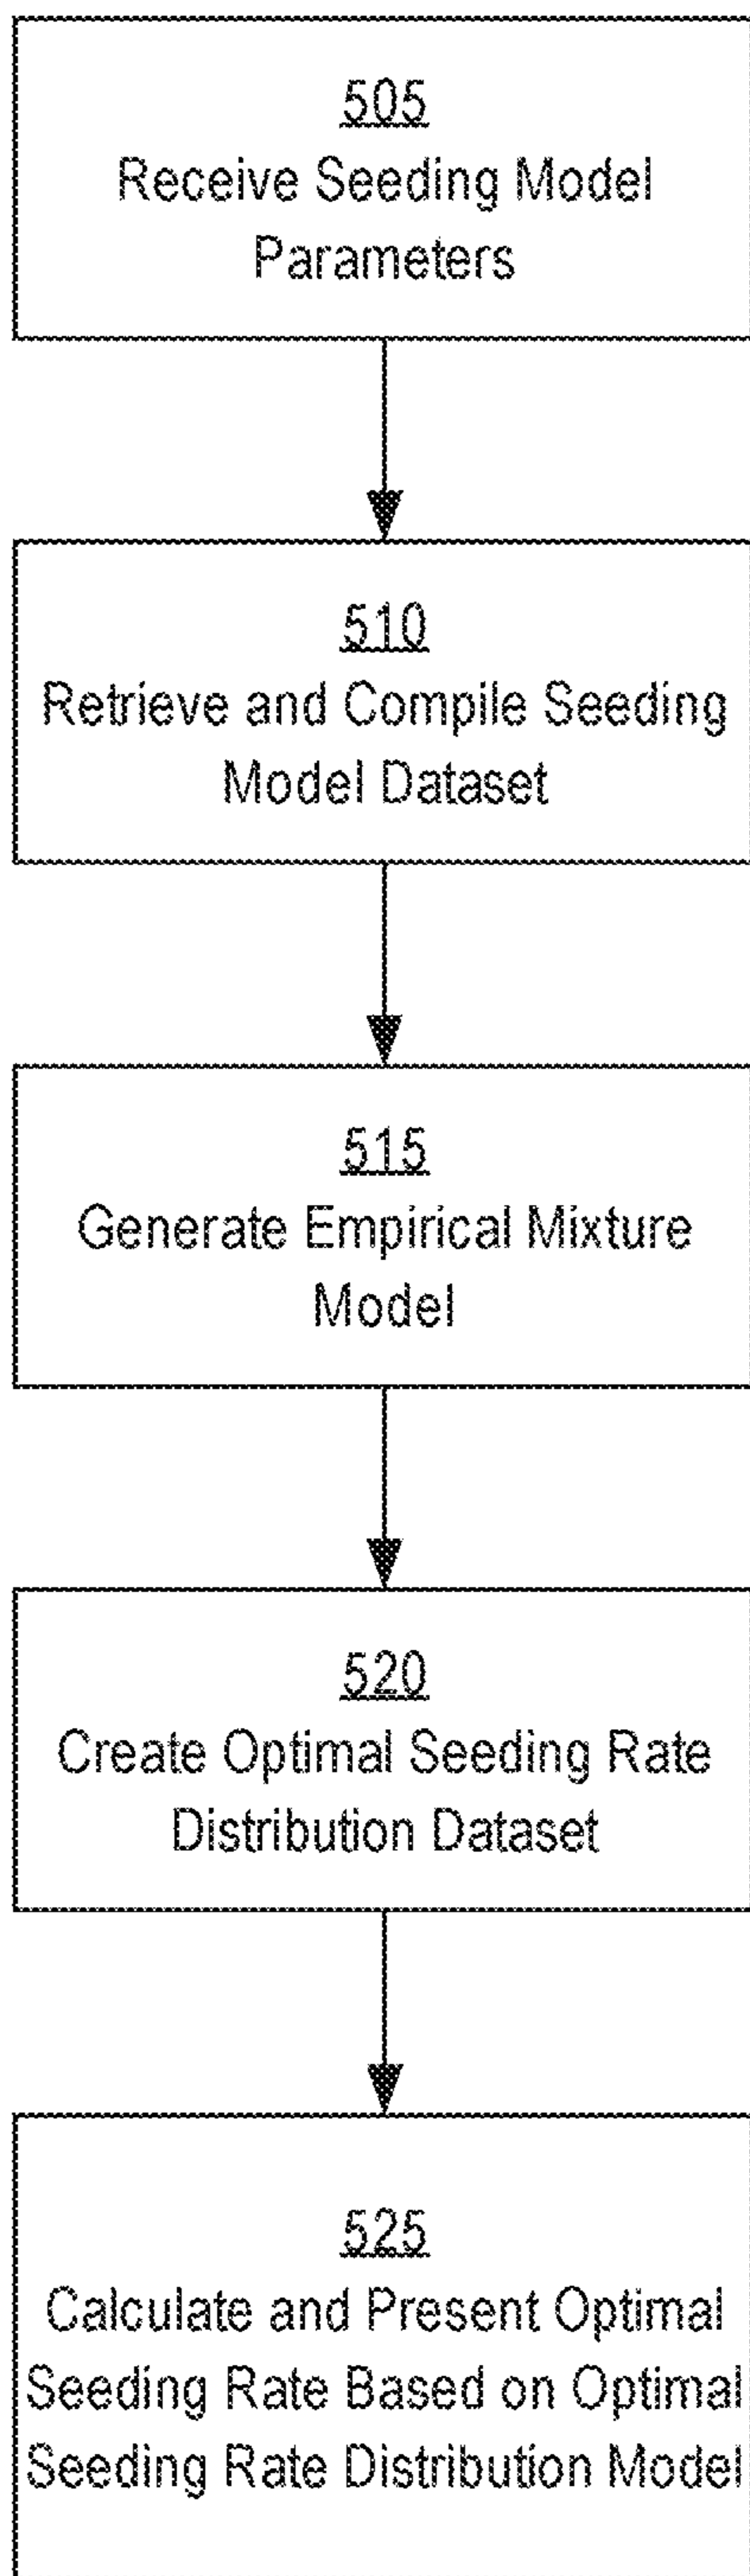 505
Receive Seeding Model
Parameters
510
Retrieve and Compile Seeding
Model Dataset
515
Generate Empirical Mixture
Model
520
Create Optimal Seeding Rate
Distribution Dataset
525
Calculate and Present Optimal
Seeding Rate Based on Optimal
Seeding Rate Distribution Model